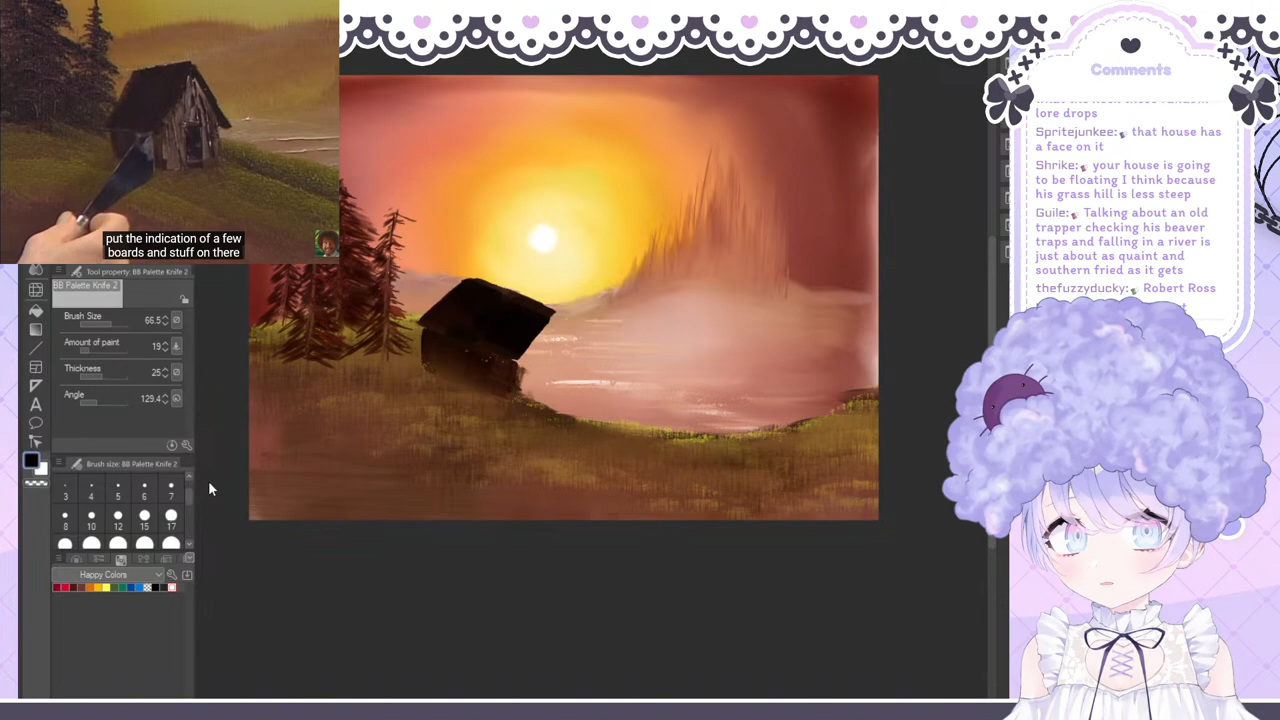 put the indication of a few
boards and stuff on there
Tool property: BB Palette Knife 2
BB Palette Knife 2
Brush Size 66.5
Amount of paint 19
Thickness 25
Angle 129.4
Brush size: BB Palette Knife 2
3 4 5 6 7
8 10 12 15 17
Happy Colors
Comments
lore drops
Spritejunkee: that house has
a face on it
Shrike: your house is going
to be floating I think because
his grass hill is less steep
Guile: Talking about an old
trapper checking his beaver
traps and falling in a river is
just about as quaint and
southern fried as it gets
thefuzzyducky: Robert Ross